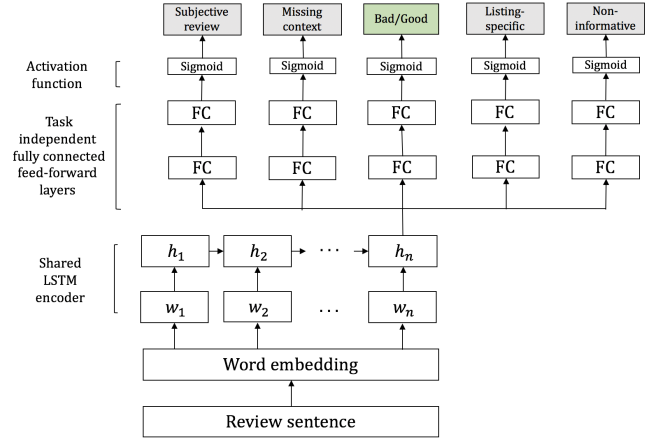 Subjective
review
Missing
context
Bad/Good
Listing-
specific
Non-
informative
Activation
function
Sigmoid Sigmoid Sigmoid Sigmoid Sigmoid
Task
independent
fully connected
feed-forward
layers
FC FC FC FC FC
FC FC FC FC FC
Shared
LSTM
encoder
h₁ h₂ ... hₙ
w₁ w₂ ... wₙ
Word embedding
Review sentence